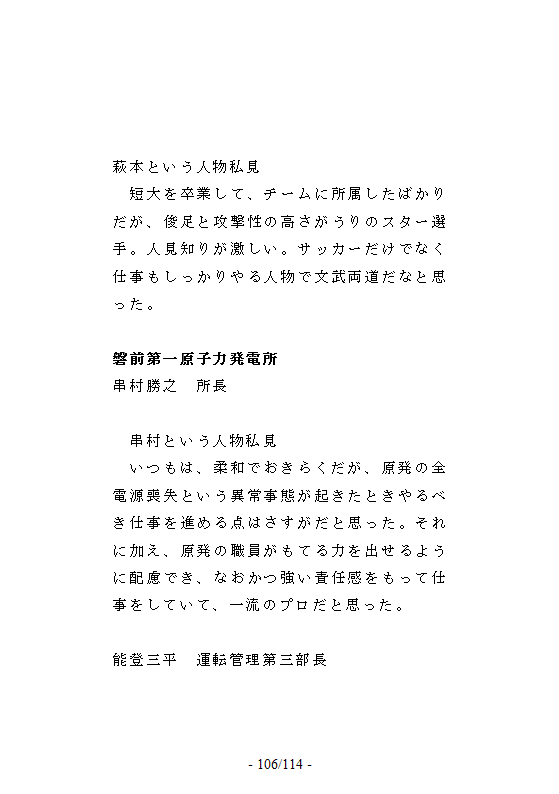 萩本という人物私見
　短大を卒業して、チームに所属したばかり
だが、俊足と攻撃性の高さがうりのスター選
手。人見知りが激しい。サッカーだけでなく
仕事もしっかりやる人物で文武両道だなと思
った。
磐前第一原子力発電所
串村勝之　所長
　串村という人物私見
　いつもは、柔和でおきらくだが、原発の全
電源喪失という異常事態が起きたときやるべ
き仕事を進める点はさすがだと思った。それ
に加え、原発の職員がもてる力を出せるよう
に配慮でき、なおかつ強い責任感をもって仕
事をしていて、一流のプロだと思った。
能登三平　運転管理第三部長
- 106/114 -